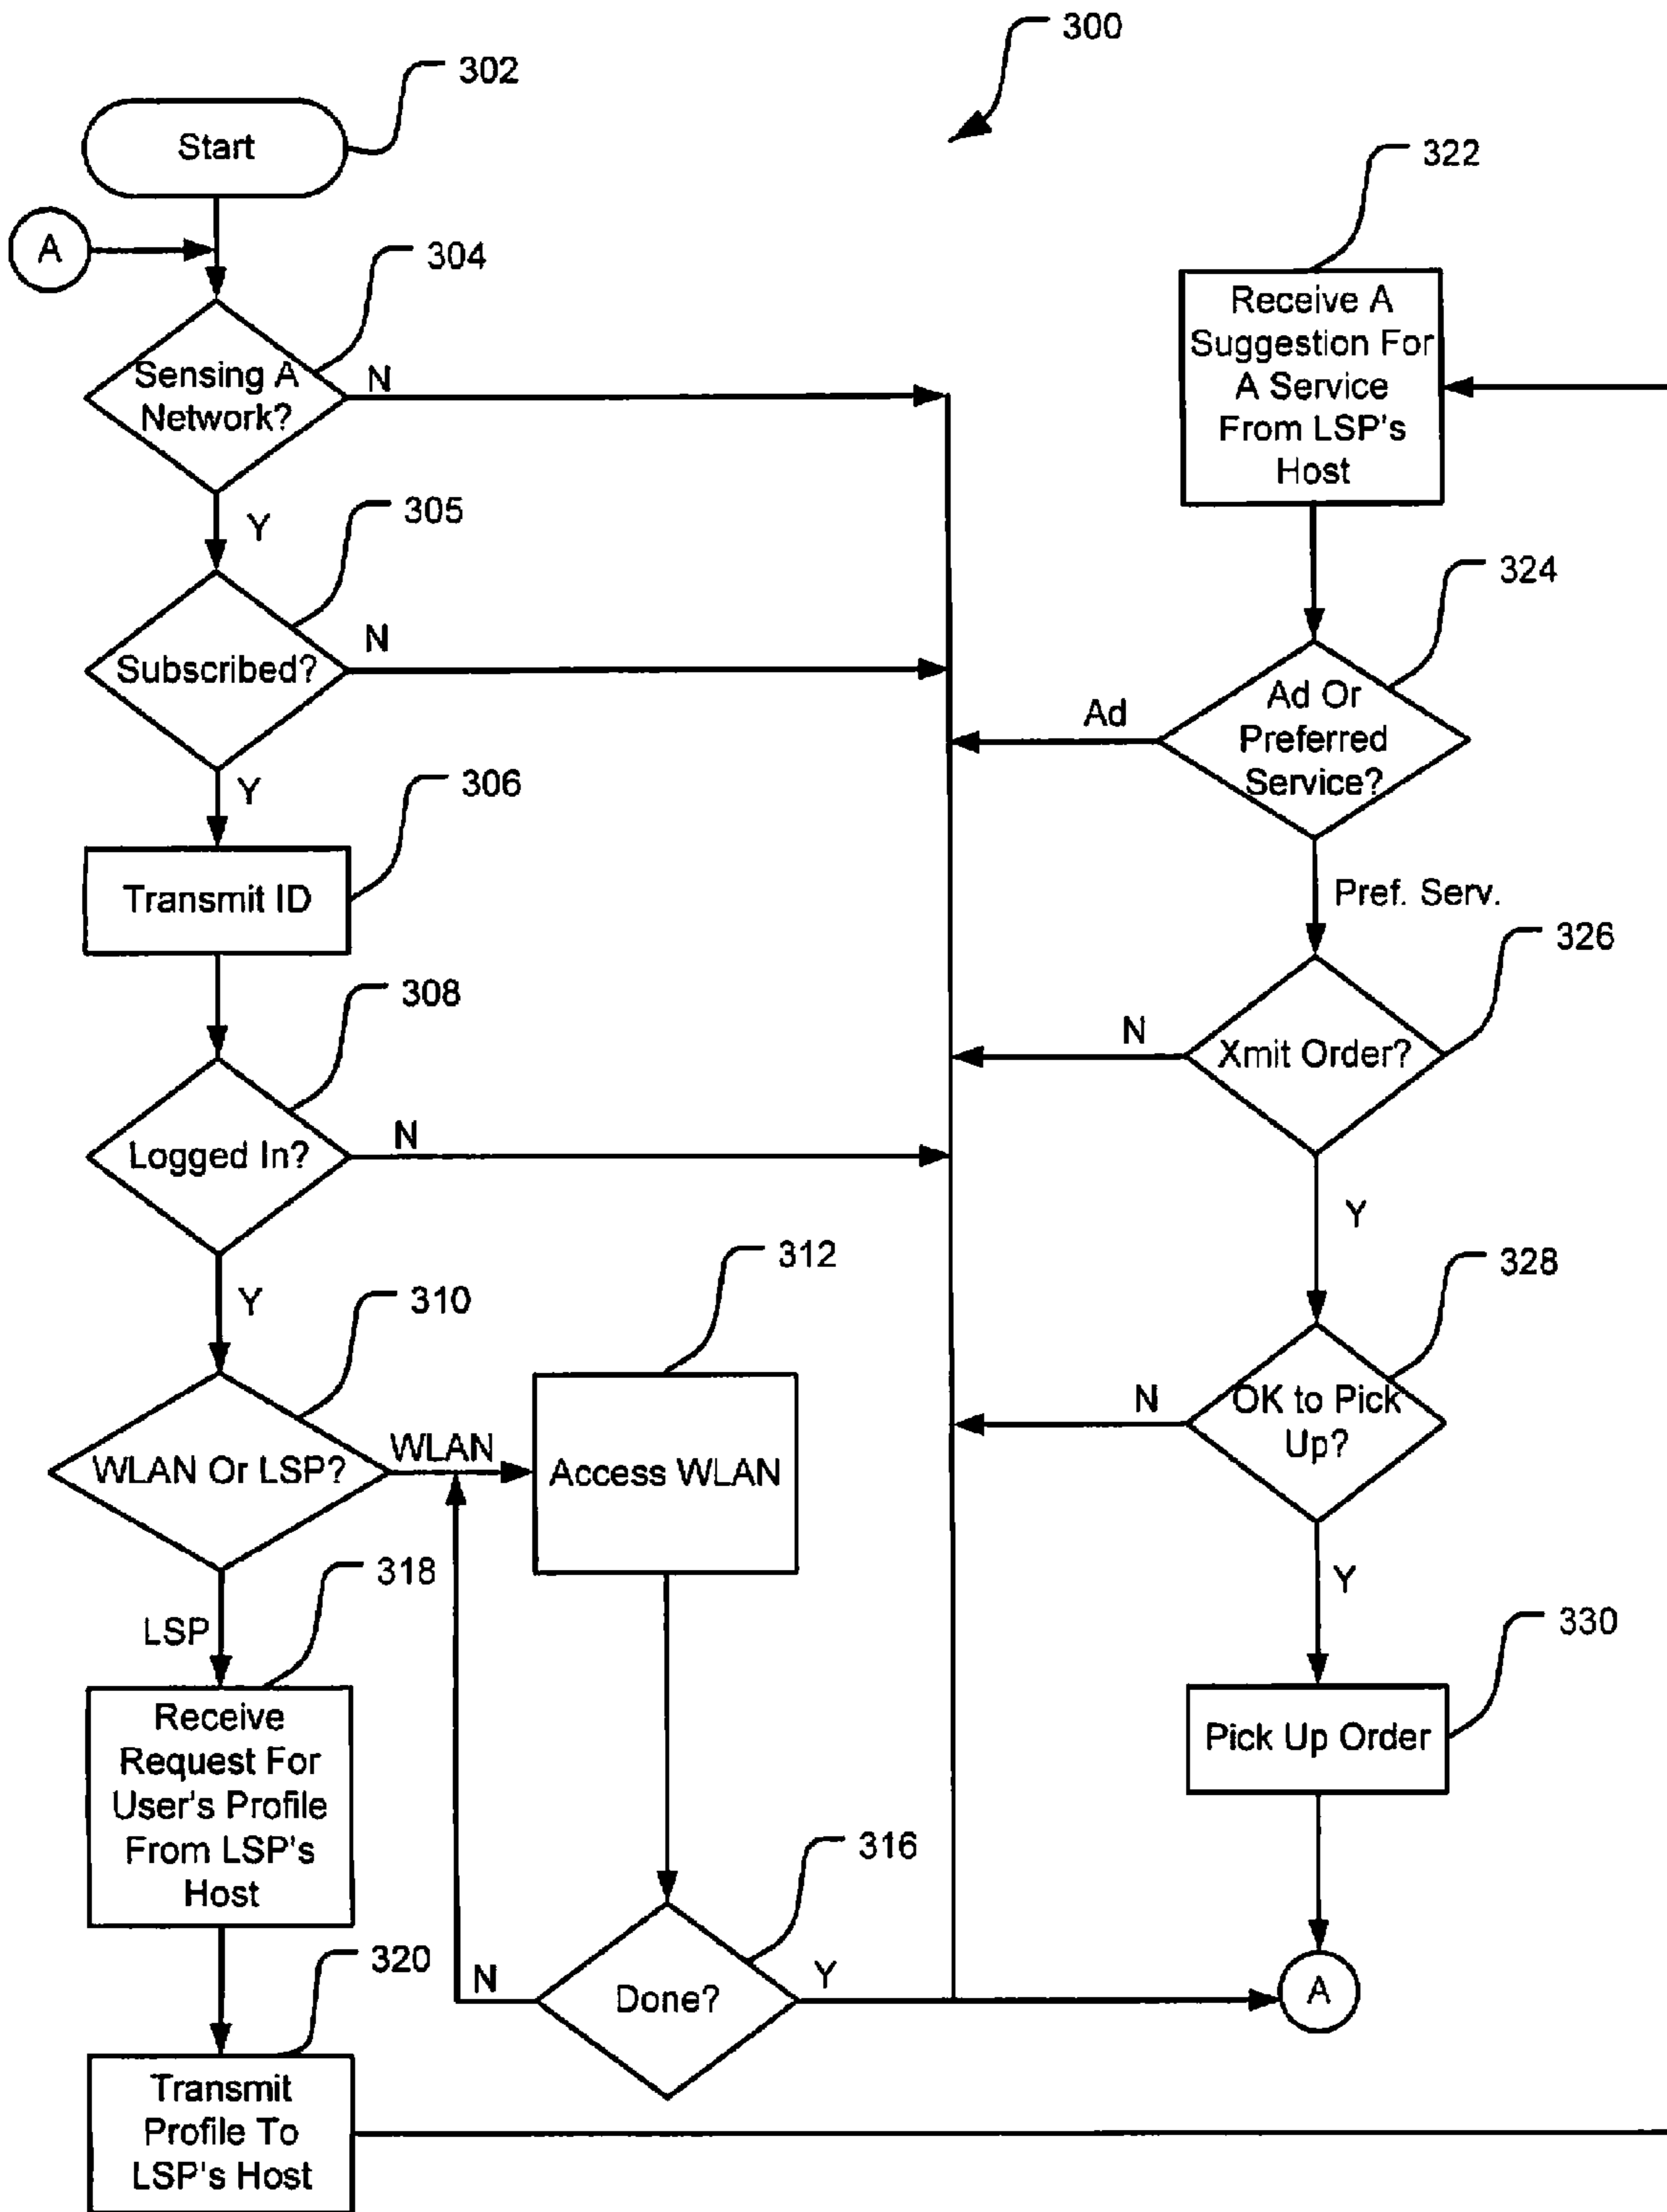 300
302
Start
A
304
Sensing A
Network?
N
Y
305
Subscribed?
N
Y
306
Transmit ID
308
Logged In?
N
Y
310
WLAN Or LSP?
WLAN
312
Access WLAN
LSP
318
Receive
Request For
User's Profile
From LSP's
Host
316
Done?
N
Y
320
Transmit
Profile To
LSP's Host
322
Receive A
Suggestion For
A Service
From LSP's
Host
324
Ad Or
Preferred
Service?
Ad
Pref. Serv.
326
Xmit Order?
N
Y
328
OK to Pick
Up?
N
Y
330
Pick Up Order
A